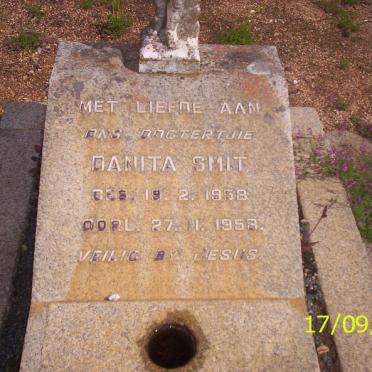 MET LIEFDE AAN
ONS DOGTERTJIE
DANITA SMIT
GEB. 19. 2. 1958
OORL. 27. 11. 1958.
VEILIG BY JESUS.
17/09